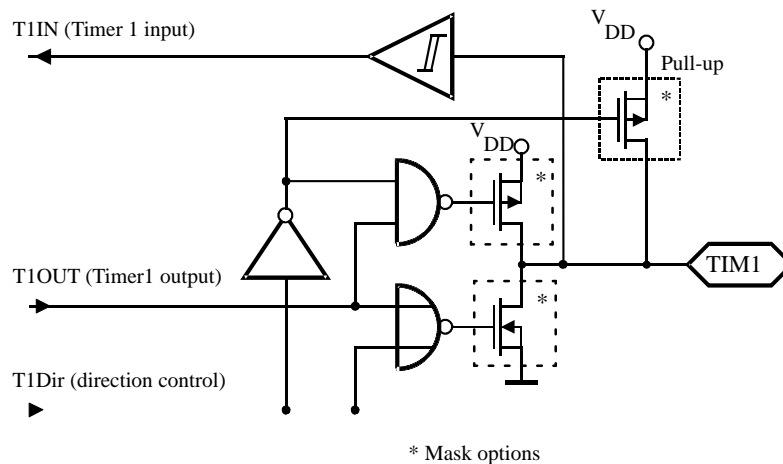 T1IN (Timer 1 input)
V DD
Pull-up
*
V DD
*
T1OUT (Timer1 output)
TIM1
*
T1Dir (direction control)
* Mask options